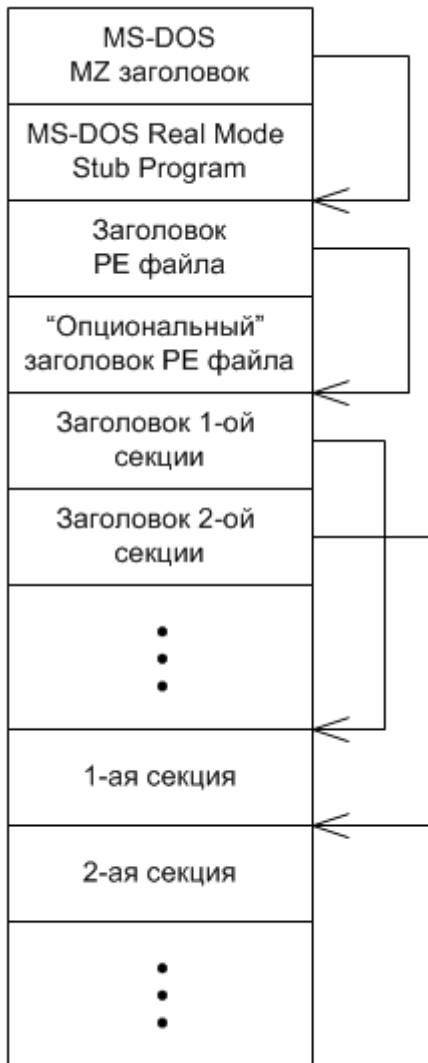 MS-DOS
MZ заголовок
MS-DOS Real Mode
Stub Program
Заголовок
PE файла
“Опциональный”
заголовок PE файла
Заголовок 1-ой
секции
Заголовок 2-ой
секции
1-ая секция
2-ая секция